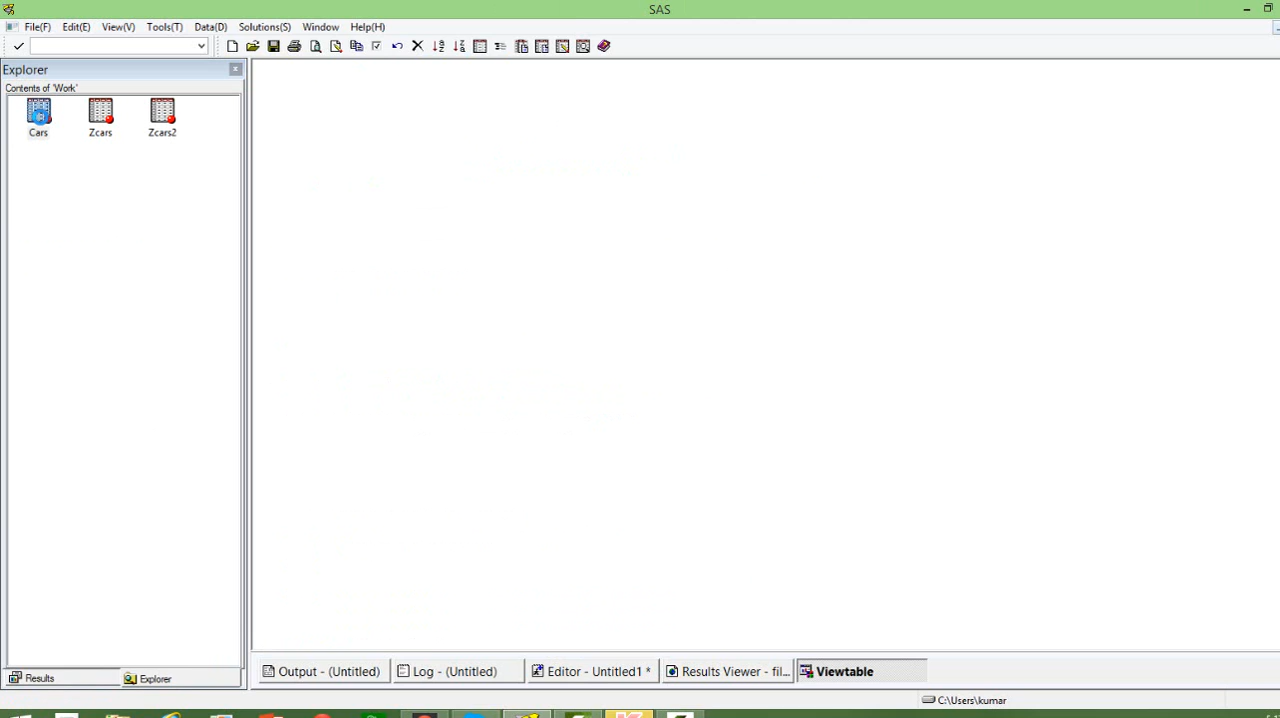 SAS
File(F) Edit(E) View(V) Tools(T) Data(D) Solutions(S) Window Help(H)
Explorer
Contents of 'Work'
Cars Zcars Zcars2
Output - (Untitled) Log - (Untitled) Editor - Untitled1 * Results Viewer - fil... Viewtable
Results Explorer
C:\Users\kumar